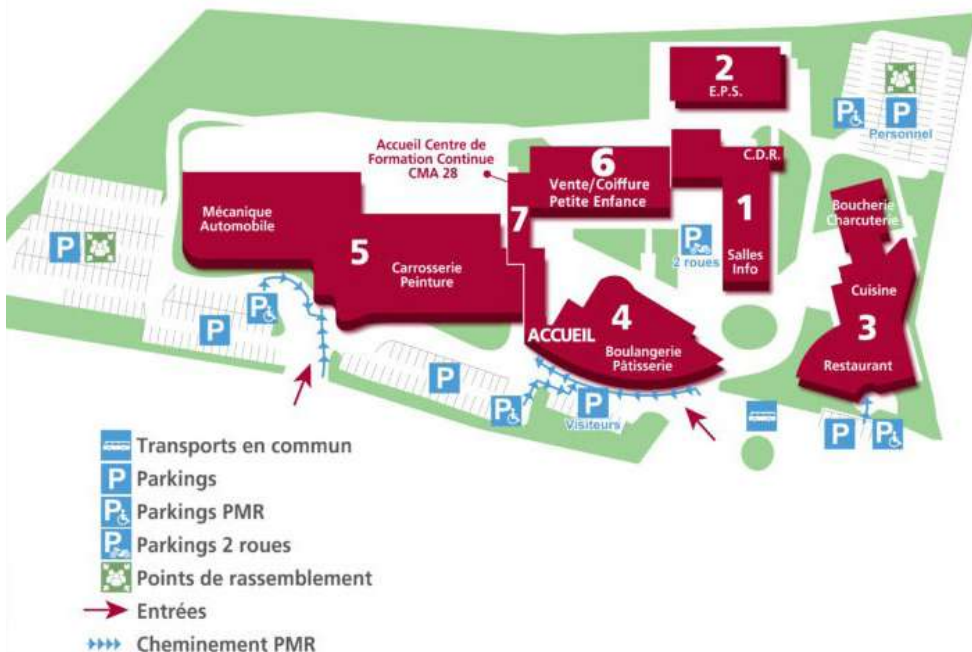 2
E.P.S.
P
P
Personnel
Accueil Centre de
Formation Continue
CMA 28
6
Vente/Coiffure
Petite Enfance
C.D.R.
1
Salles
Info
7
P
2 roues
Boucherie
Charcuterie
Cuisine
3
Restaurant
Mécanique
Automobile
5
Carrosserie
Peinture
P
P
P
ACCUEIL
4
Boulangerie
Pâtisserie
P
P
P
Visiteurs
P
P
Transports en commun
P
Parkings
P
Parkings PMR
P
Parkings 2 roues
Points de rassemblement
Entrées
Cheminement PMR